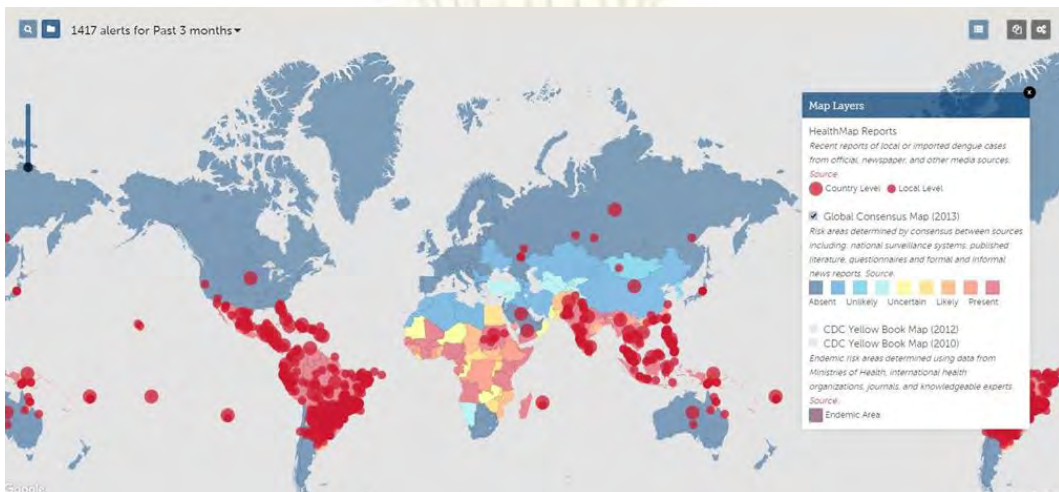 1417 alerts for Past 3 months
Map Layers
x
HealthMap Reports
Recent reports of local or imported dengue cases
from official, newspaper, and other media sources.
Source.
Country Level Local Level
Global Consensus Map (2013)
Risk areas determined by consensus between sources
including: national surveillance systems, published
literature, questionnaires and formal and informal
news reports. Source.
Absent Unlikely Uncertain Likely Present
CDC Yellow Book Map (2012)
CDC Yellow Book Map (2010)
Endemic risk areas determined using data from
Ministries of Health, international health
organizations, journals, and knowledgeable experts
Source.
Endemic Area
Google